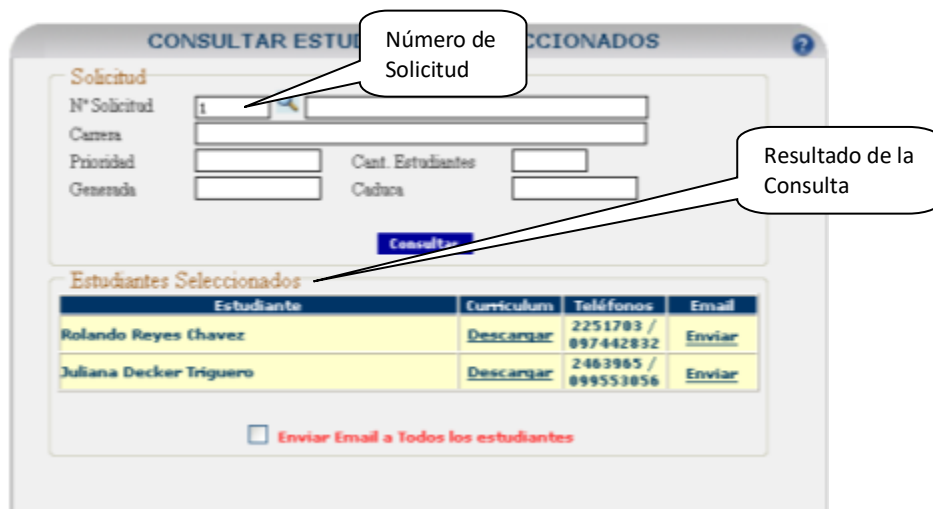 CONSULTAR ESTU CCIONADOS
Número de
Solicitud
Solicitud
Nº Solicitud 1
Carrera
Prioridad Cant. Estudiantes
Generada Caduca
Resultado de la
Consulta
Consultar
Estudiantes Seleccionados
Estudiante Curriculum Teléfonos Email
Rolando Reyes Chavez Descargar 2251703 / 097442832 Enviar
Juliana Decker Triguero Descargar 2463965 / 099553056 Enviar
Enviar Email a Todos los estudiantes